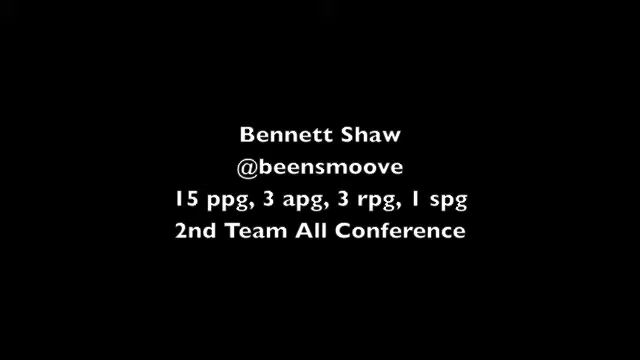 Bennett Shaw
@beensmoove
15 ppg, 3 apg, 3 rpg, 1 spg
2nd Team All Conference